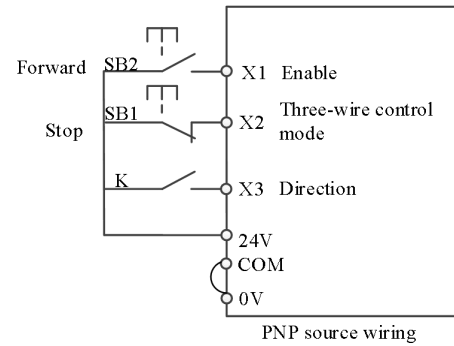 Forward SB2 X1 Enable
Stop SB1 X2 Three-wire control
mode
K X3 Direction
24V
COM
0V
PNP source wiring